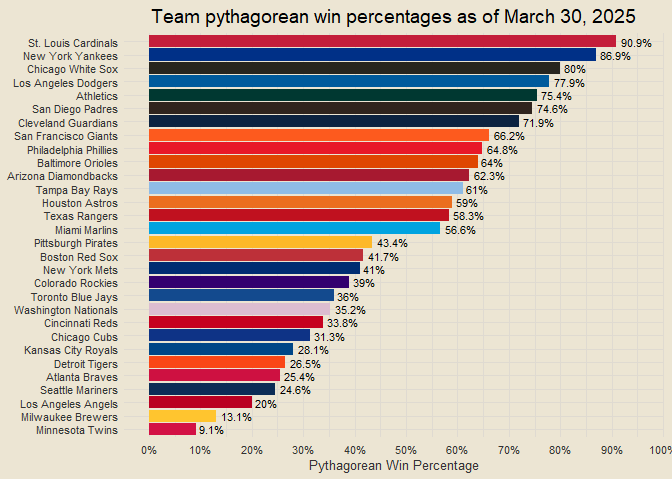 Team pythagorean win percentages as of March 30, 2025
St. Louis Cardinals 90.9%
New York Yankees 86.9%
Chicago White Sox 80%
Los Angeles Dodgers 77.9%
Athletics 75.4%
San Diego Padres 74.6%
Cleveland Guardians 71.9%
San Francisco Giants 66.2%
Philadelphia Phillies 64.8%
Baltimore Orioles 64%
Arizona Diamondbacks 62.3%
Tampa Bay Rays 61%
Houston Astros 59%
Texas Rangers 58.3%
Miami Marlins 56.6%
Pittsburgh Pirates 43.4%
Boston Red Sox 41.7%
New York Mets 41%
Colorado Rockies 39%
Toronto Blue Jays 36%
Washington Nationals 35.2%
Cincinnati Reds 33.8%
Chicago Cubs 31.3%
Kansas City Royals 28.1%
Detroit Tigers 26.5%
Atlanta Braves 25.4%
Seattle Mariners 24.6%
Los Angeles Angels 20%
Milwaukee Brewers 13.1%
Minnesota Twins 9.1%
0% 10% 20% 30% 40% 50% 60% 70% 80% 90% 100%
Pythagorean Win Percentage